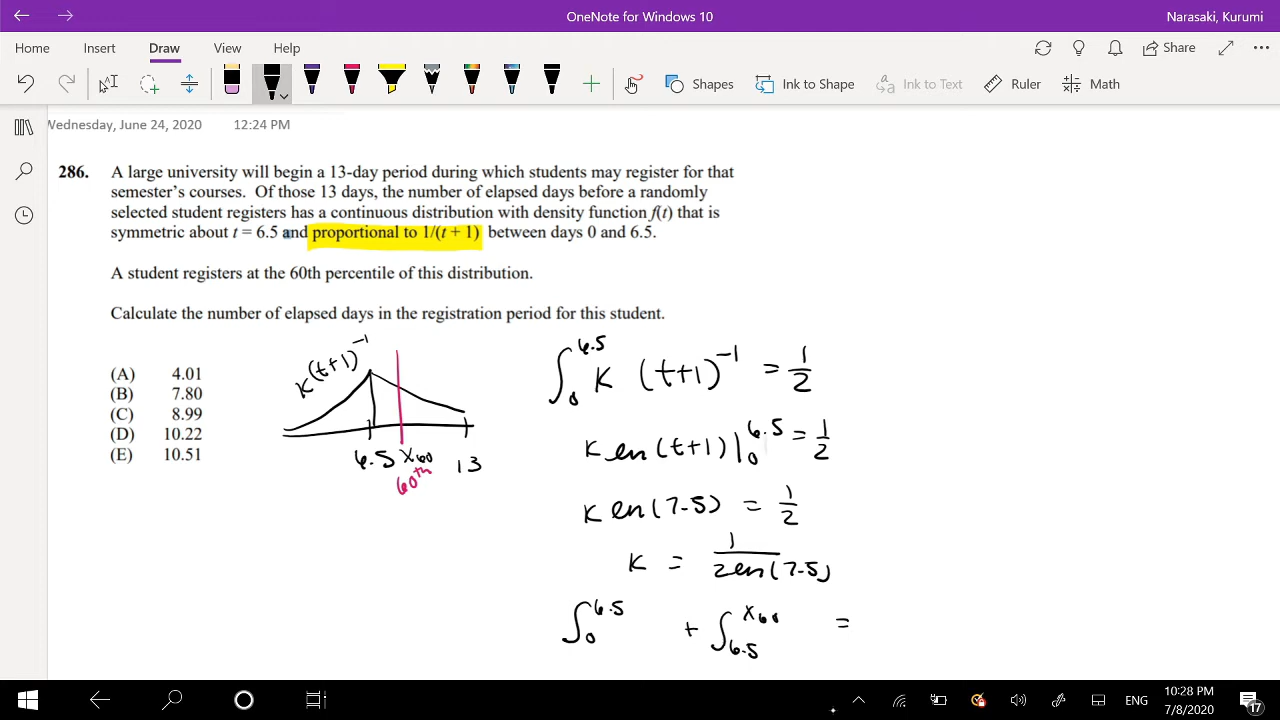 OneNote for Windows 10
Narasaki, Kurumi
Home Insert Draw View Help
Share
Shapes Ink to Shape Ink to Text Ruler Math
Wednesday, June 24, 2020 12:24 PM
286. A large university will begin a 13-day period during which students may register for that
semester's courses. Of those 13 days, the number of elapsed days before a randomly
selected student registers has a continuous distribution with density function f(t) that is
symmetric about t = 6.5 and proportional to 1/(t + 1) between days 0 and 6.5.
A student registers at the 60th percentile of this distribution.
Calculate the number of elapsed days in the registration period for this student.
(A) 4.01
(B) 7.80
(C) 8.99
(D) 10.22
(E) 10.51
K(t+1)⁻¹
6.5 X₆₀ 13
60th
∫₀^6.5 K (t+1)⁻¹ = 1/2
K ln(t+1)|₀^6.5 = 1/2
K ln(7.5) = 1/2
K = 1/(2ln(7.5))
∫₀^6.5 + ∫_6.5^X₆₀ =
ENG
10:28 PM
7/8/2020
17